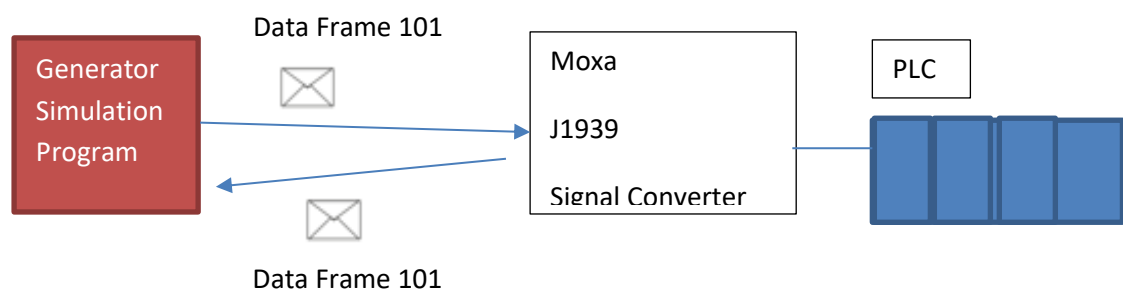 Data Frame 101
Generator
Simulation
Program
Moxa
J1939
Signal Converter
PLC
Data Frame 101